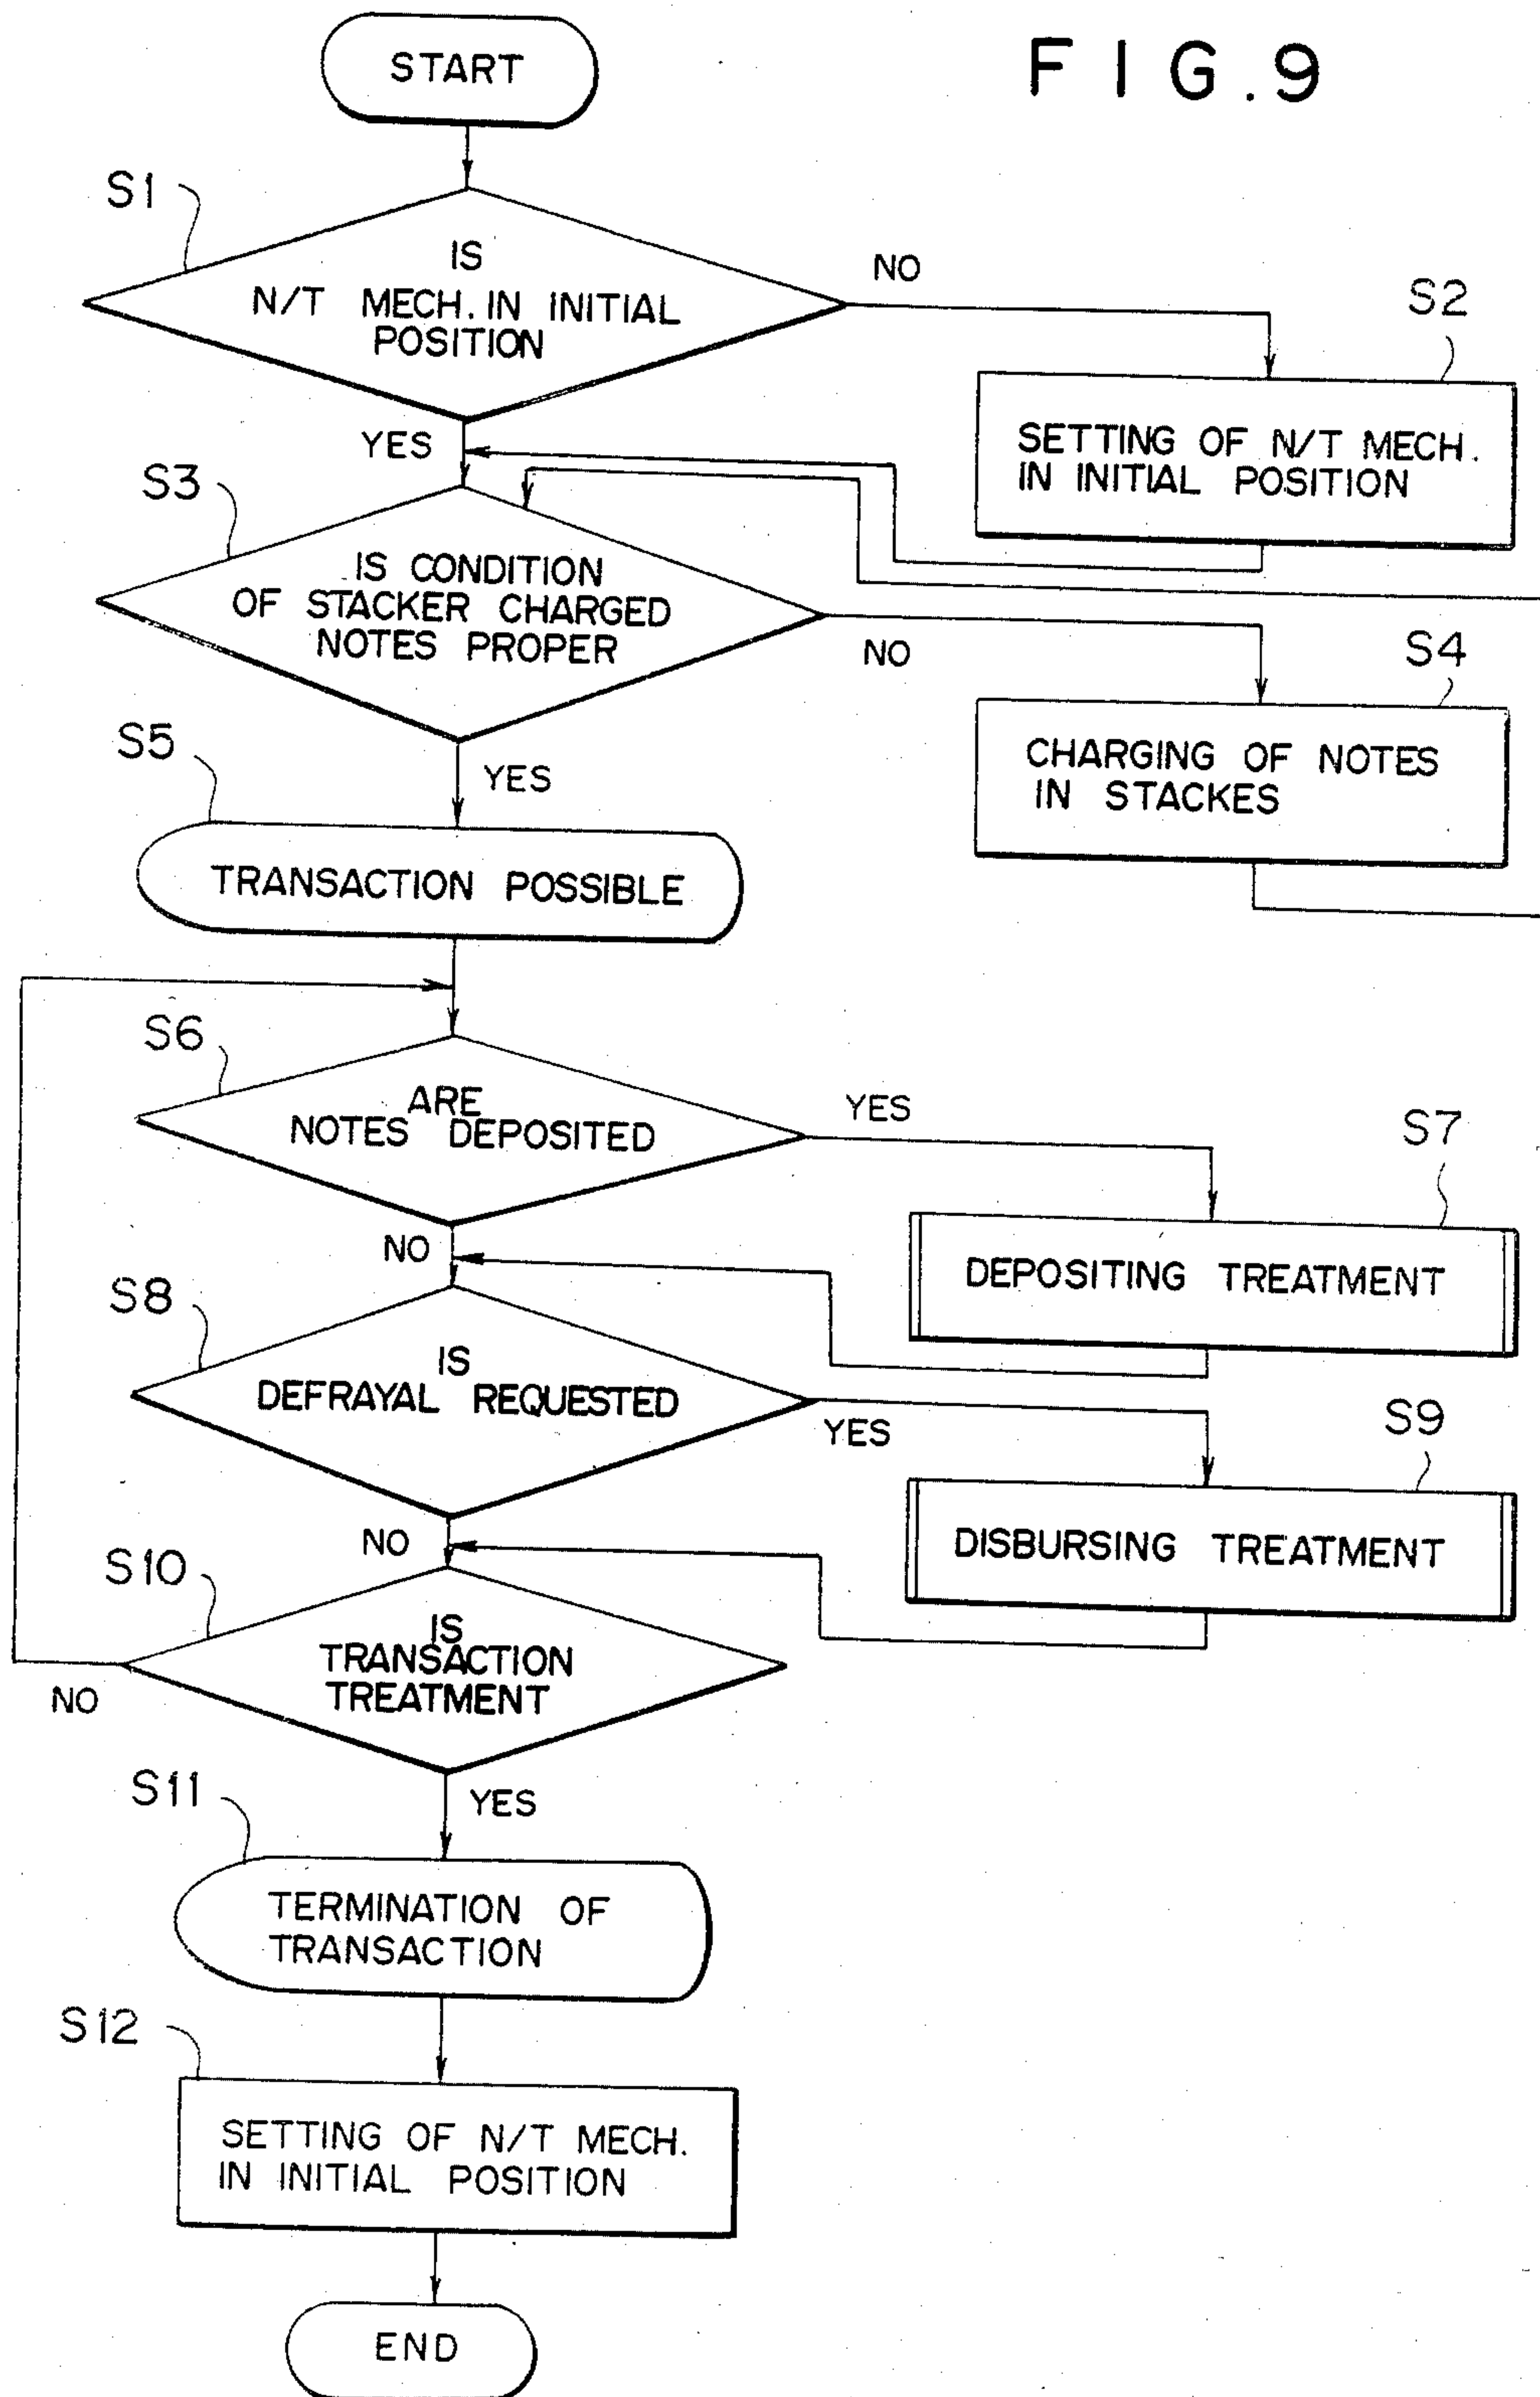 FIG.9
START
S1
IS
N/T MECH. IN INITIAL
POSITION
NO
S2
SETTING OF N/T MECH.
IN INITIAL POSITION
YES
S3
IS CONDITION
OF STACKER CHARGED
NOTES PROPER
NO
S4
CHARGING OF NOTES
IN STACKES
YES
S5
TRANSACTION POSSIBLE
S6
ARE
NOTES DEPOSITED
YES
S7
DEPOSITING TREATMENT
NO
S8
IS
DEFRAYAL REQUESTED
YES
S9
DISBURSING TREATMENT
NO
S10
IS
TRANSACTION
TREATMENT
NO
YES
S11
TERMINATION OF
TRANSACTION
S12
SETTING OF N/T MECH.
IN INITIAL POSITION
END